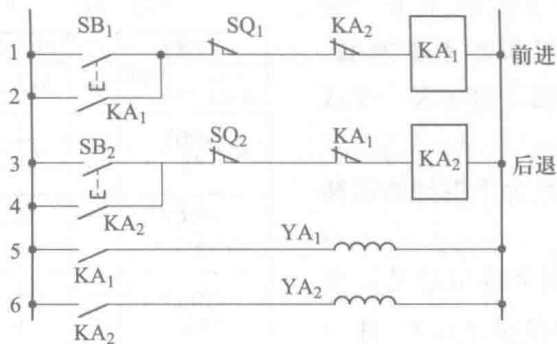 SB₁ SQ₁ KA₂ KA₁
1 前进
2 KA₁
SB₂ SQ₂ KA₁ KA₂
3 后退
4 KA₂
5 KA₁ YA₁
6 KA₂ YA₂